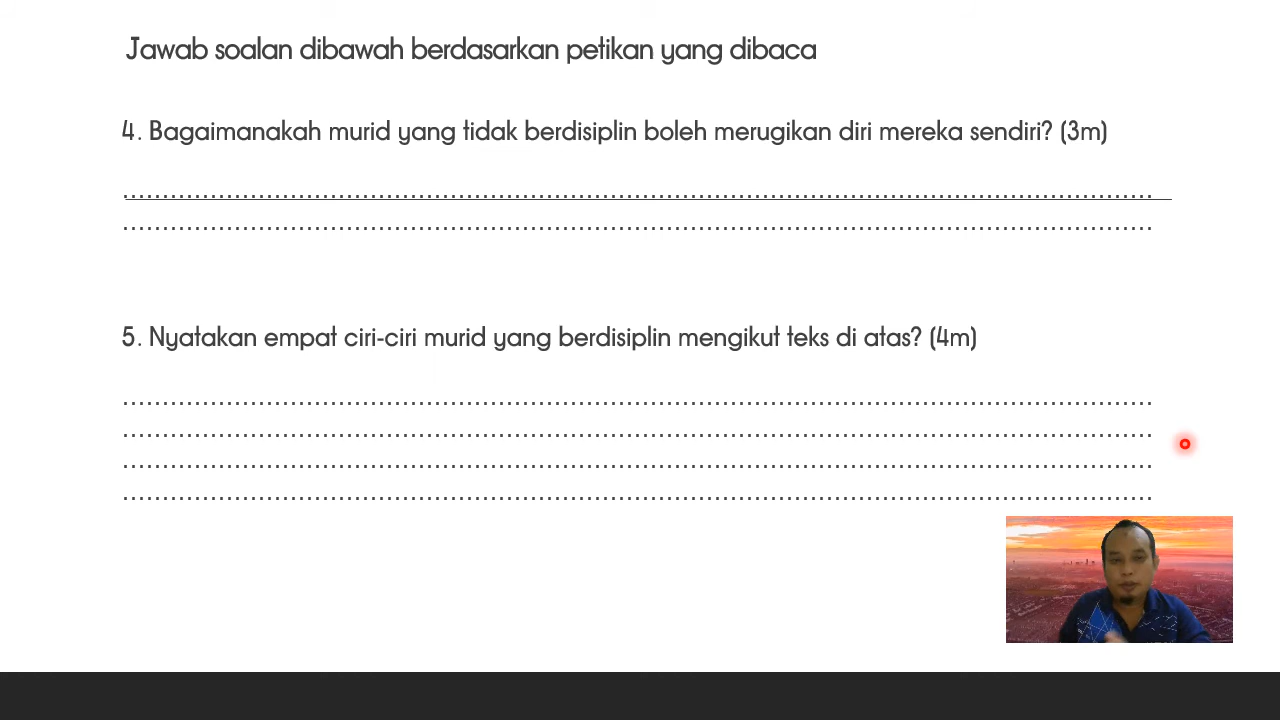 Jawab soalan dibawah berdasarkan petikan yang dibaca
4. Bagaimanakah murid yang tidak berdisiplin boleh merugikan diri mereka sendiri? (3m)
5. Nyatakan empat ciri-ciri murid yang berdisiplin mengikut teks di atas? (4m)